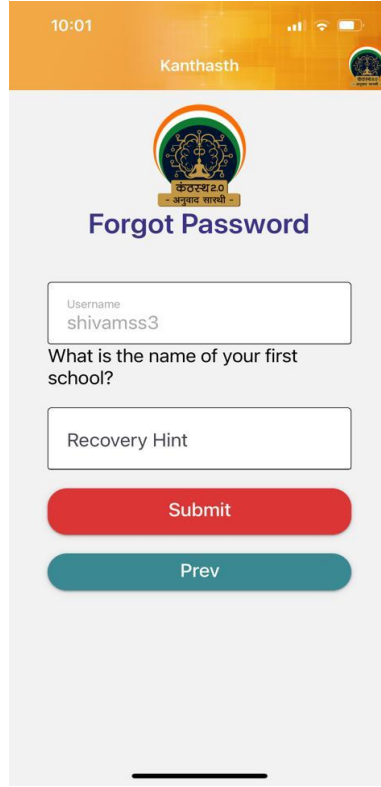 10:01
Kanthasth
कंठस्थ 2.0
- अनुवाद सारथी -
Forgot Password
Username
shivamss3
What is the name of your first
school?
Recovery Hint
Submit
Prev